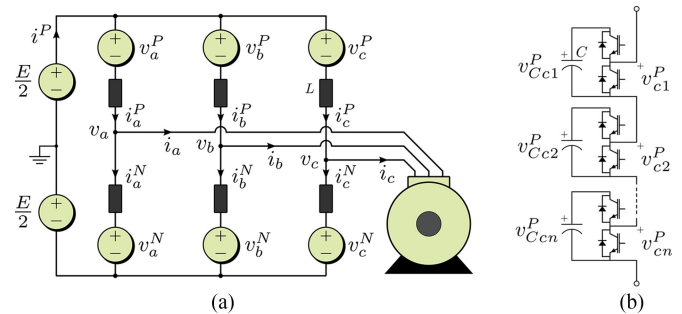 i^P
E/2
E/2
v_a^P
v_b^P
v_c^P
L
i_a^P
i_b^P
i_c^P
v_a
i_a
v_b
i_b
v_c
i_c
i_a^N
i_b^N
i_c^N
v_a^N
v_b^N
v_c^N
(a)
v_{Cc1}^P
C
v_{c1}^P
v_{Cc2}^P
v_{c2}^P
v_{Ccn}^P
v_{cn}^P
(b)